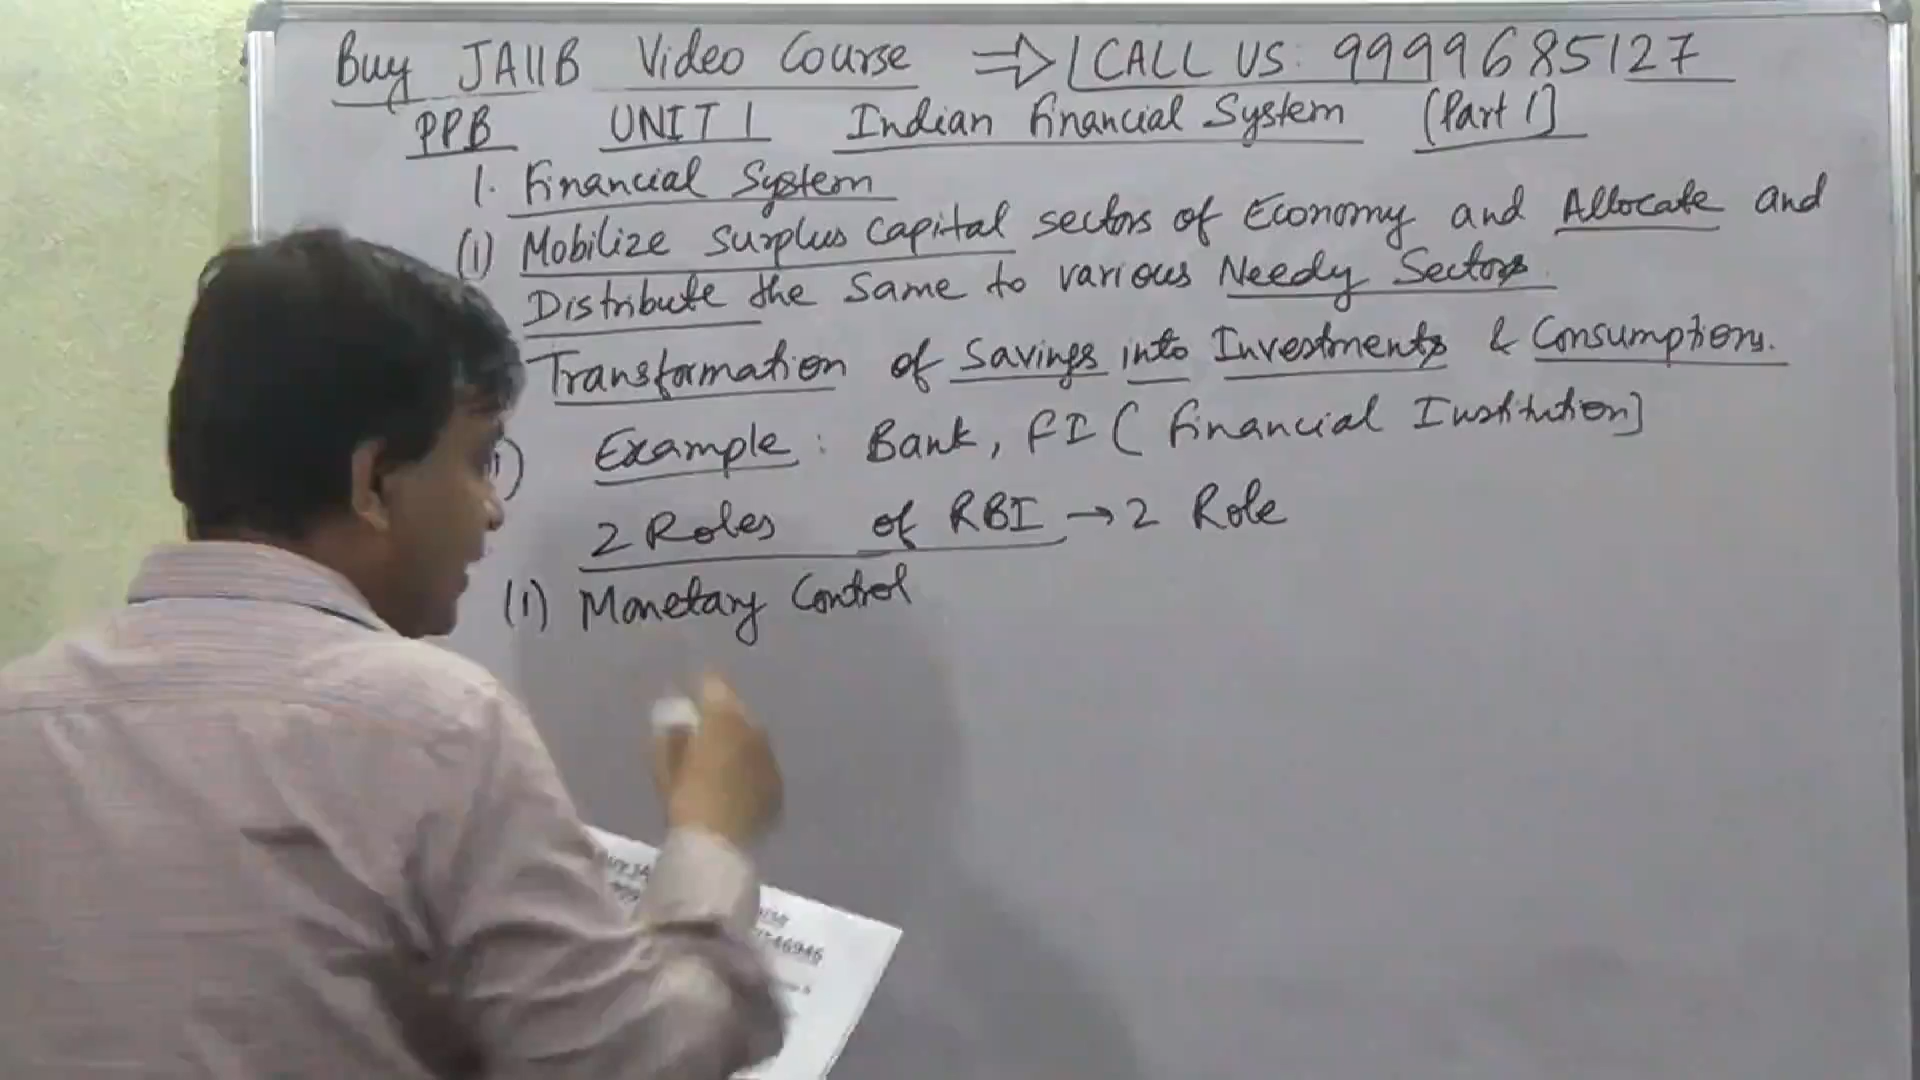 Buy JAIIB Video Course ⇒ CALL US: 9999685127
PPB UNIT 1 Indian Financial System (Part 1]
1. Financial System
(1) Mobilize Surplus Capital sectors of Economy and Allocate and
Distribute the Same to various Needy Sectors.
Transformation of Savings into Investments & Consumptions.
Example: Bank, FI ( Financial Institution]
2 Roles of RBI → 2 Role
(1) Monetary Control